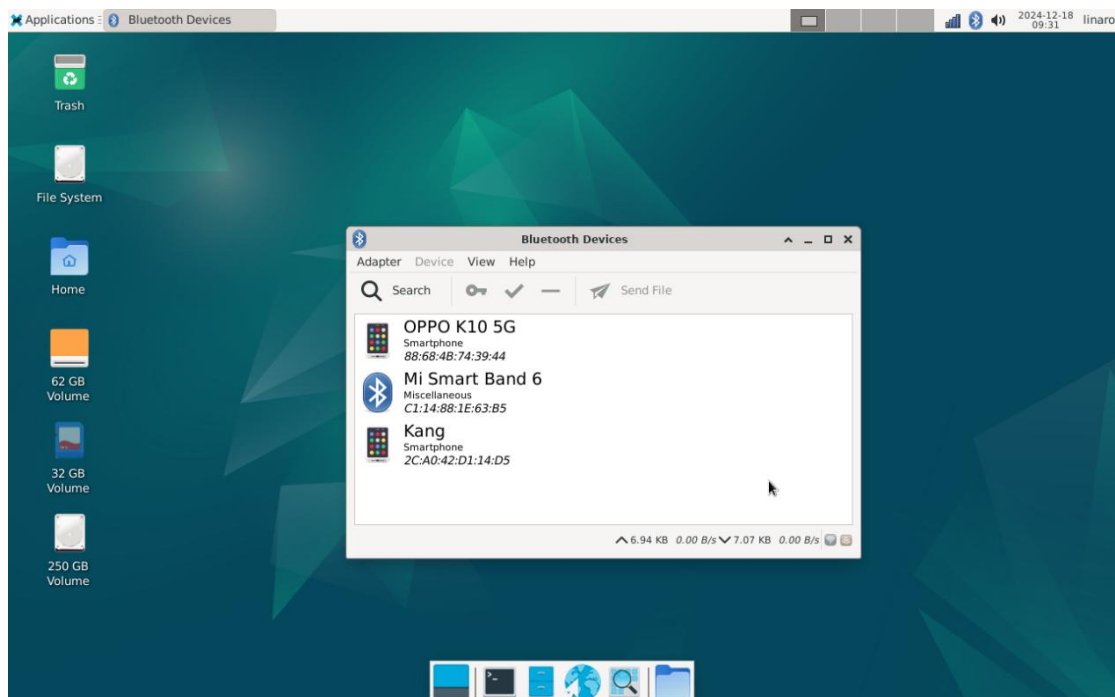 Applications
Bluetooth Devices
2024-12-18
09:31
linaro
Trash
File System
Home
62 GB
Volume
32 GB
Volume
250 GB
Volume
Bluetooth Devices
Adapter Device View Help
Search Send File
OPPO K10 5G
Smartphone
88:68:4B:74:39:44
Mi Smart Band 6
Miscellaneous
C1:14:88:1E:63:B5
Kang
Smartphone
2C:A0:42:D1:14:D5
6.94 KB 0.00 B/s 7.07 KB 0.00 B/s